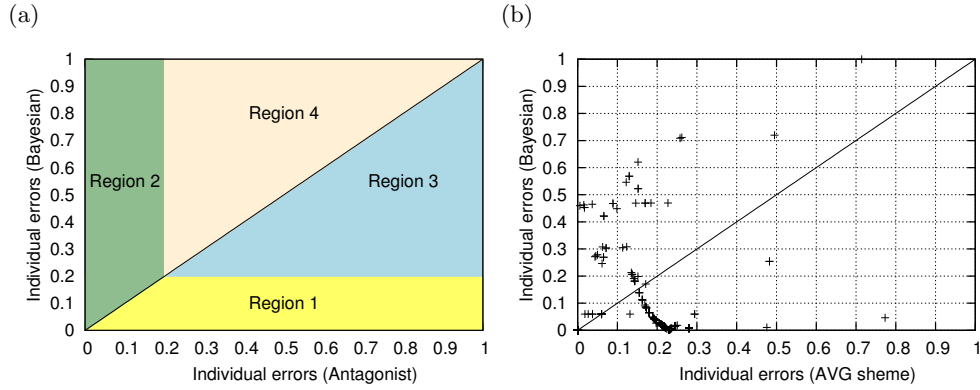 (a)
Individual errors (Bayesian)
1
0.9
0.8
0.7
0.6
0.5
0.4
0.3
0.2
0.1
0
Region 4
Region 2
Region 3
Region 1
0 0.1 0.2 0.3 0.4 0.5 0.6 0.7 0.8 0.9 1
Individual errors (Antagonist)
(b)
Individual errors (Bayesian)
1
0.9
0.8
0.7
0.6
0.5
0.4
0.3
0.2
0.1
0
0 0.1 0.2 0.3 0.4 0.5 0.6 0.7 0.8 0.9 1
Individual errors (AVG sheme)